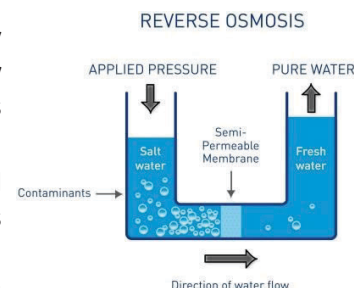 REVERSE OSMOSIS
APPLIED PRESSURE
PURE WATER
Semi-
Permeable
Membrane
Salt
water
Fresh
water
Contaminants
Direction of water flow